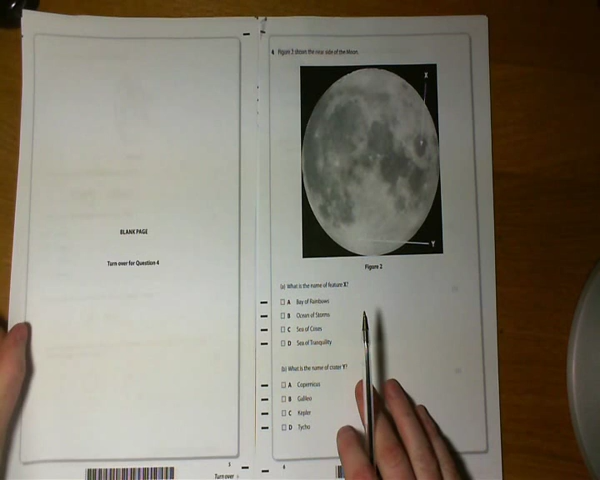 BLANK PAGE
Turn over for Question 4
5
Turn over
4 Figure 2 shows the near side of the Moon.
X
Y
Figure 2
(a) What is the name of feature X?
A Bay of Rainbows
B Ocean of Storms
C Sea of Crises
D Sea of Tranquility
(b) What is the name of crater Y?
A Copernicus
B Galileo
C Kepler
D Tycho
6